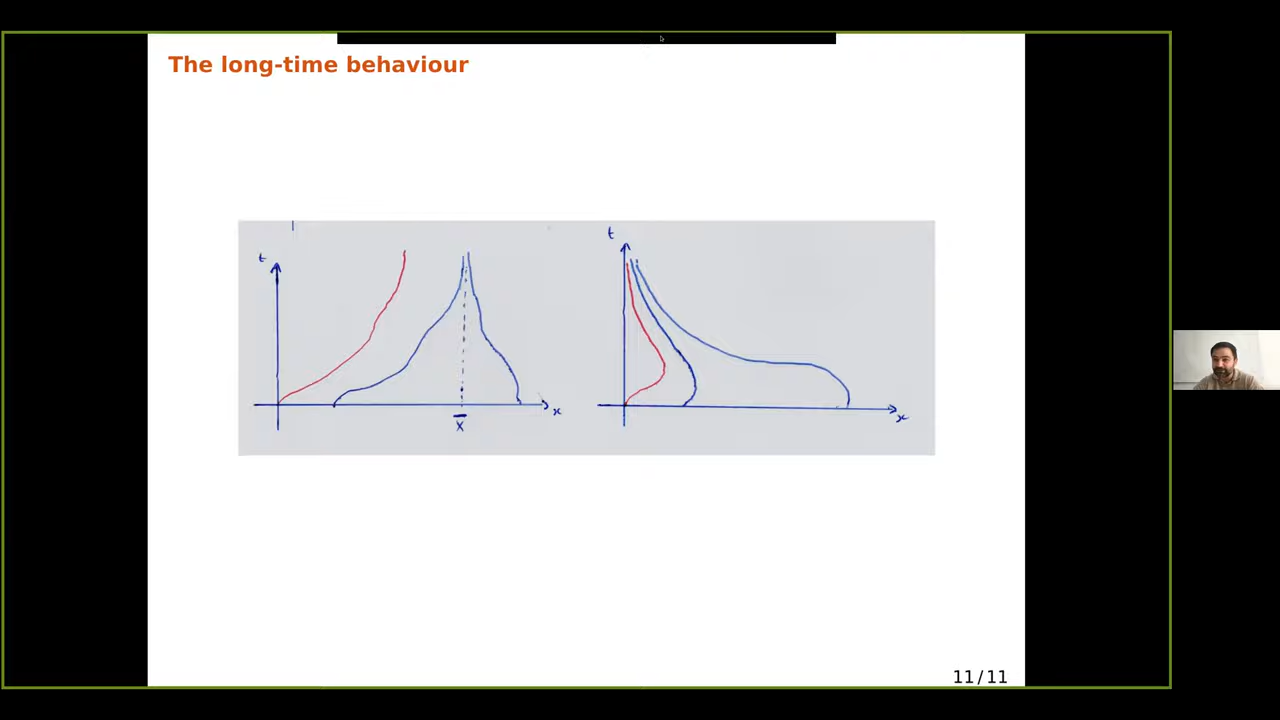 The long-time behaviour
t
x̄
x
t
x
11/11